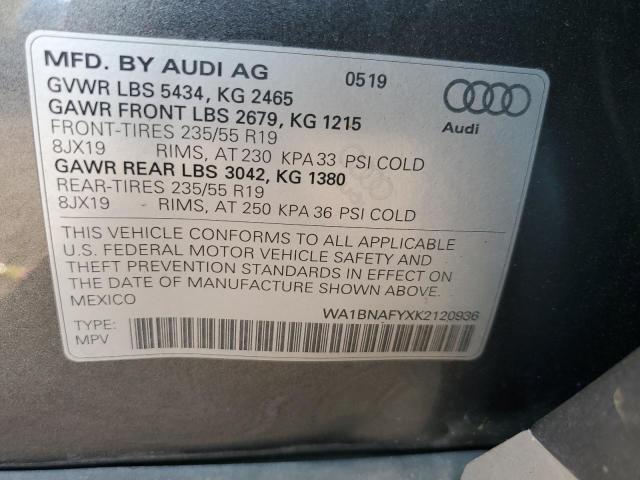 MFD. BY AUDI AG 0519
GVWR LBS 5434, KG 2465
GAWR FRONT LBS 2679, KG 1215
FRONT-TIRES 235/55 R19
8JX19 RIMS, AT 230 KPA 33 PSI COLD
GAWR REAR LBS 3042, KG 1380
REAR-TIRES 235/55 R19
8JX19 RIMS, AT 250 KPA 36 PSI COLD
Audi
THIS VEHICLE CONFORMS TO ALL APPLICABLE
U.S. FEDERAL MOTOR VEHICLE SAFETY AND
THEFT PREVENTION STANDARDS IN EFFECT ON
THE DATE OF MANUFACTURE SHOWN ABOVE.
MEXICO
WA1BNAFYXK2120936
TYPE:
MPV